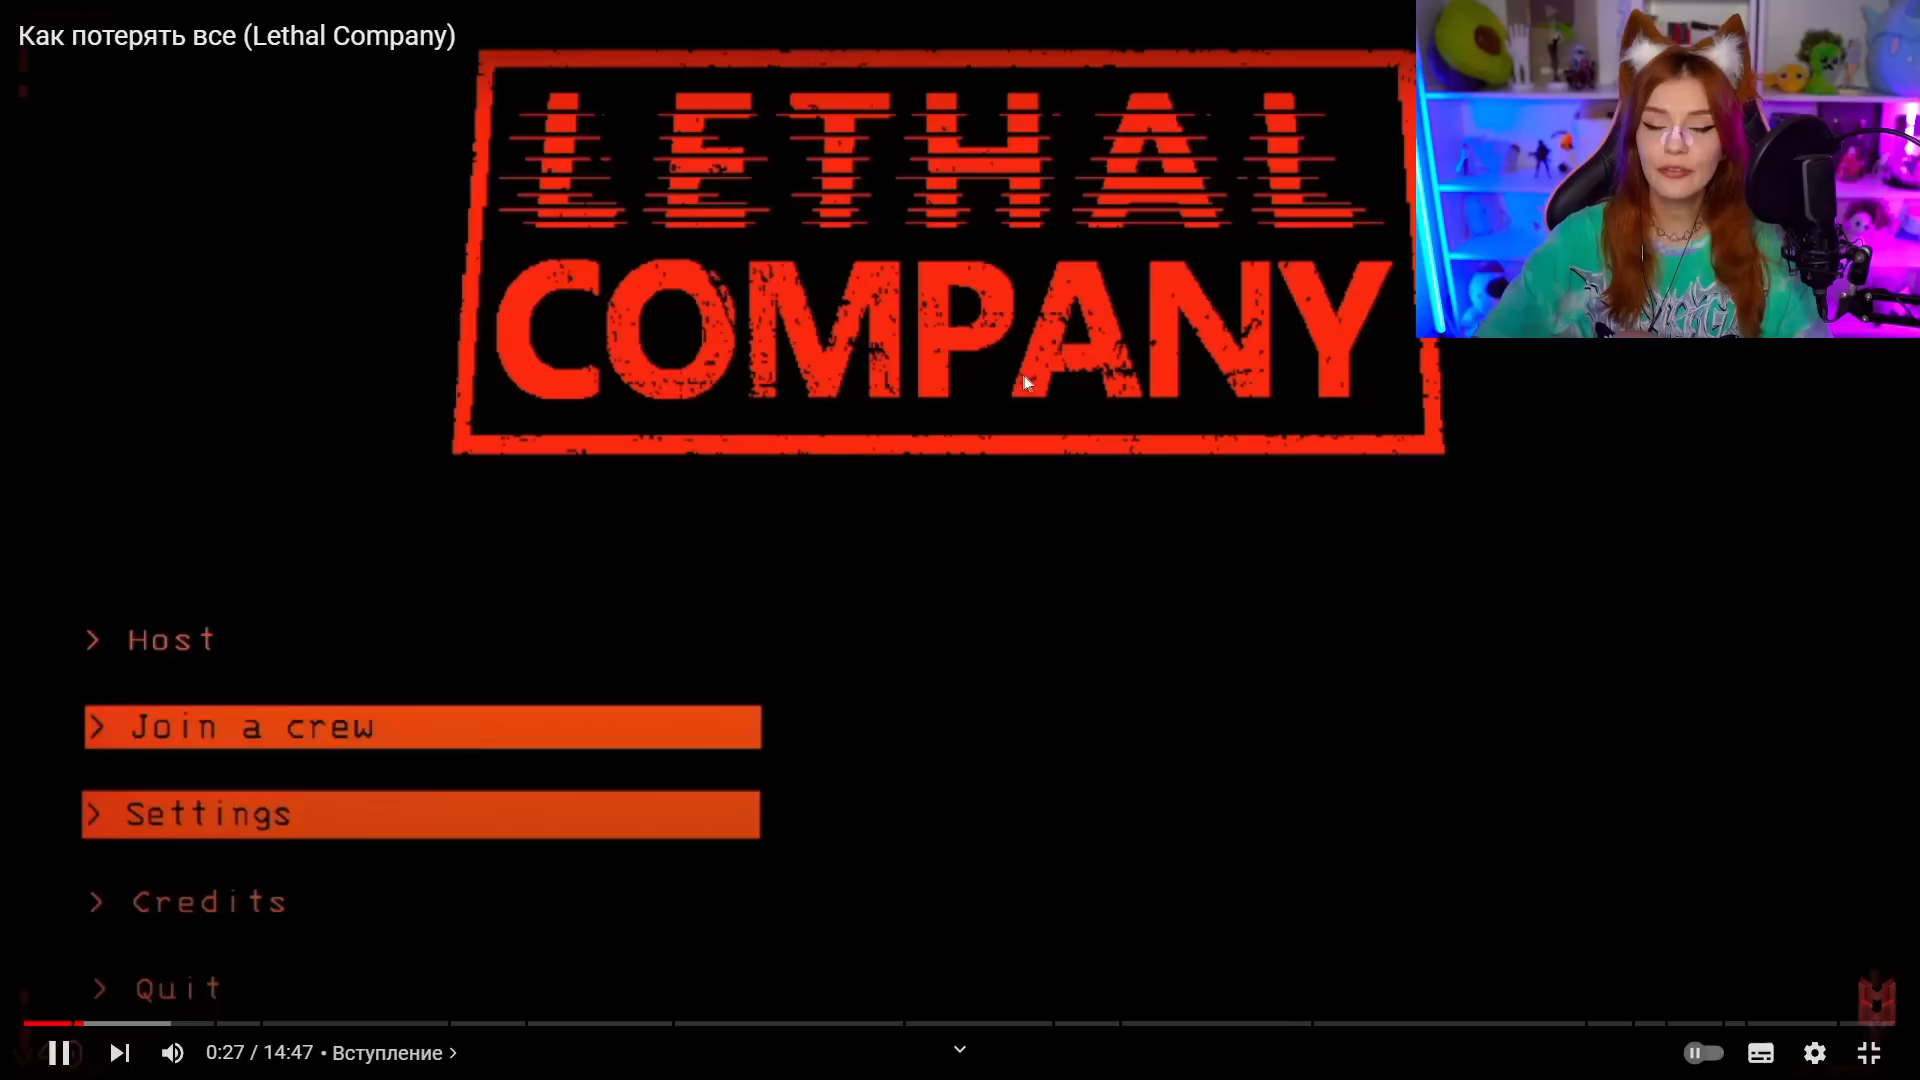 Как потерять все (Lethal Company)
LETHAL
COMPANY
> Host
> Join a crew
> Settings
> Credits
> Quit
0:27 / 14:47 • Вступление >